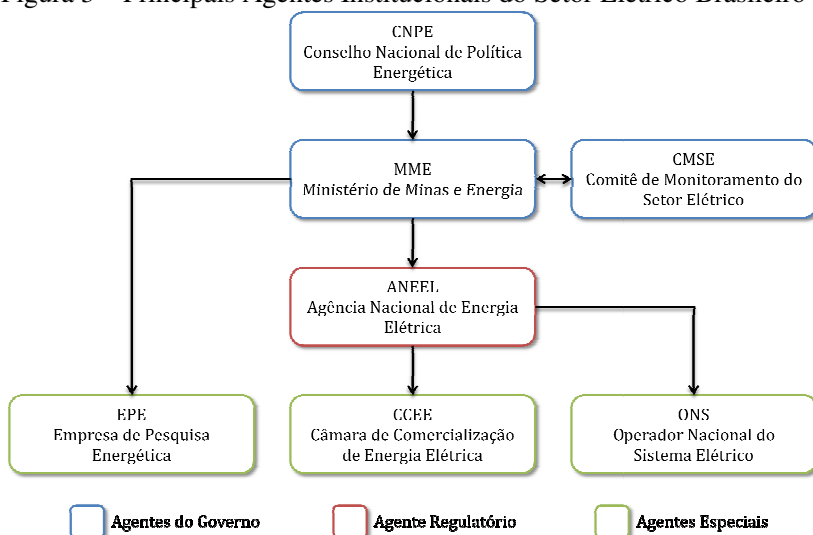 Figura 3 – Principais Agentes Institucionais do Setor Elétrico Brasileiro
CNPE
Conselho Nacional de Política
Energética
MME
Ministério de Minas e Energia
CMSE
Comitê de Monitoramento do
Setor Elétrico
ANEEL
Agência Nacional de Energia
Elétrica
EPE
Empresa de Pesquisa
Energética
CCEE
Câmara de Comercialização
de Energia Elétrica
ONS
Operador Nacional do
Sistema Elétrico
Agentes do Governo
Agente Regulatório
Agentes Especiais